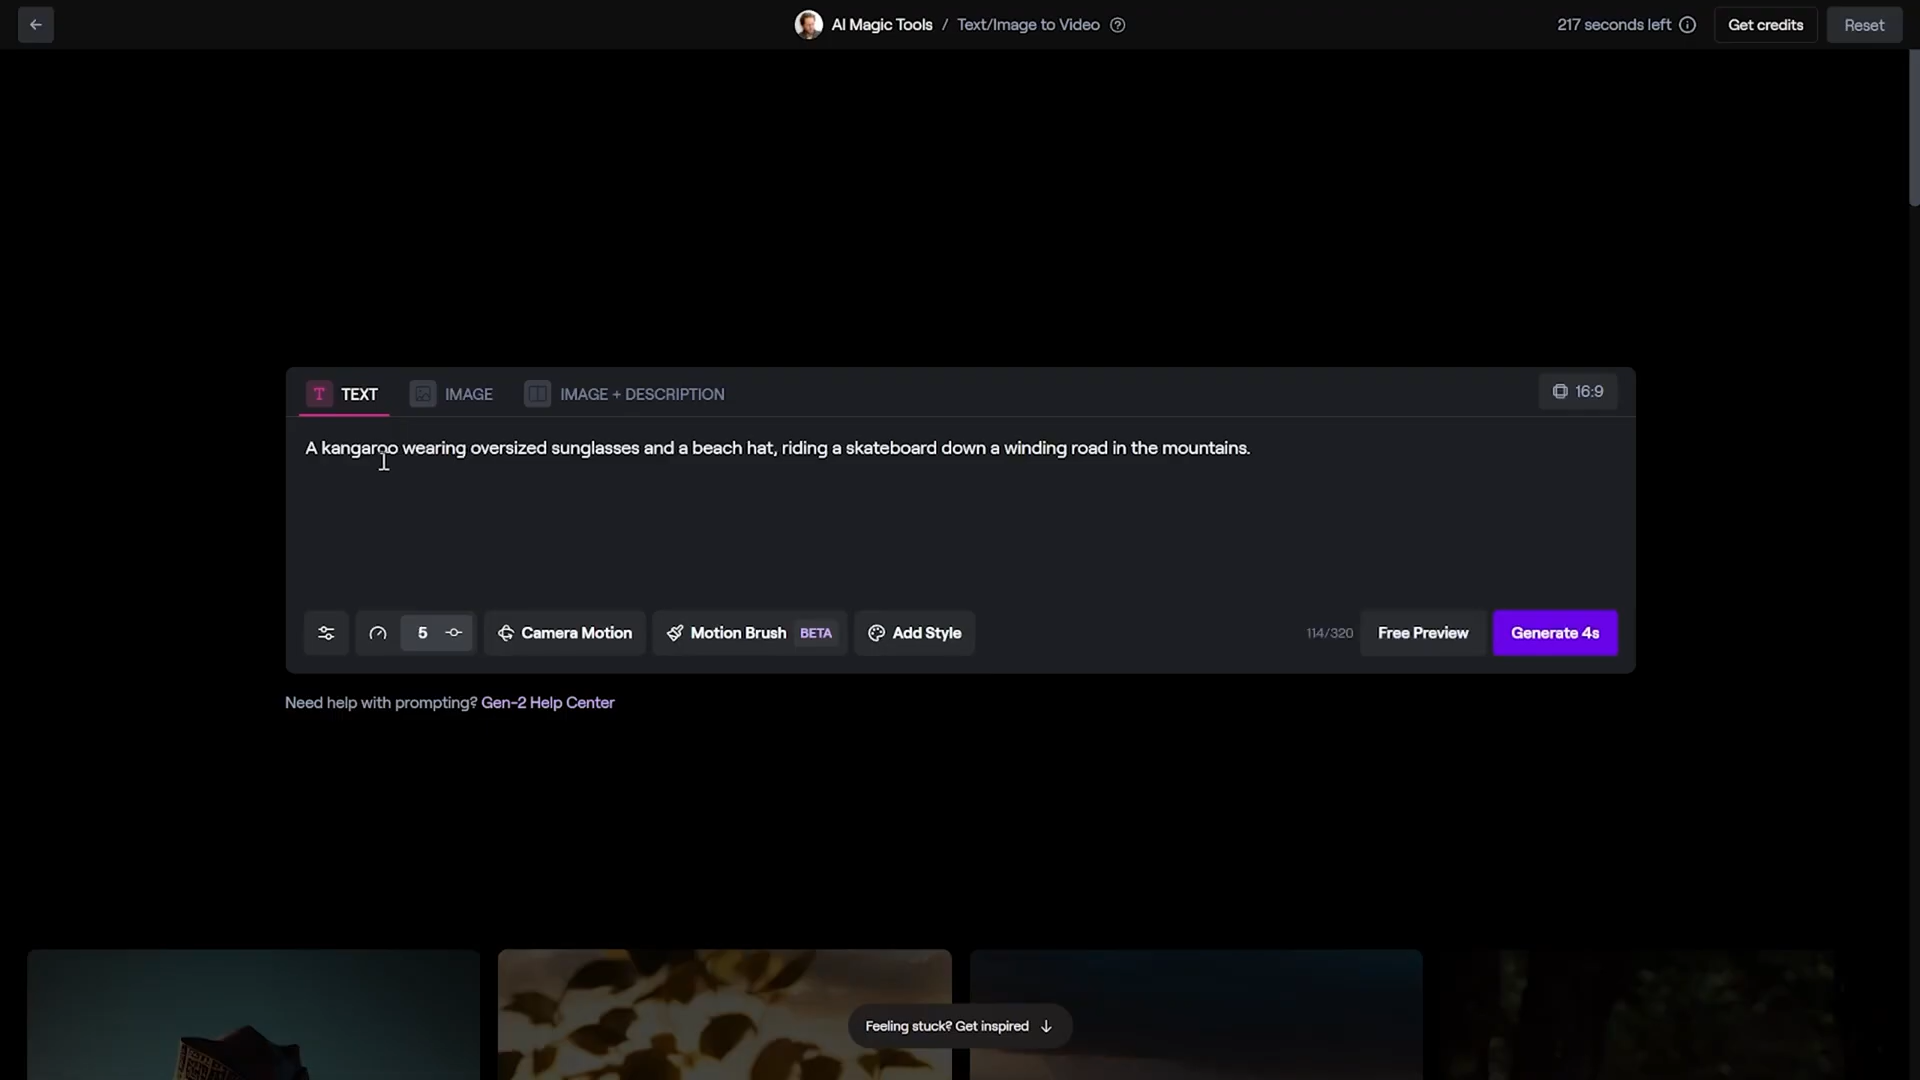 AI Magic Tools / Text/Image to Video
217 seconds left
Get credits
Reset
TEXT
IMAGE
IMAGE + DESCRIPTION
16:9
A kangaroo wearing oversized sunglasses and a beach hat, riding a skateboard down a winding road in the mountains.
5
Camera Motion
Motion Brush BETA
Add Style
114/320
Free Preview
Generate 4s
Need help with prompting? Gen-2 Help Center
Feeling stuck? Get inspired